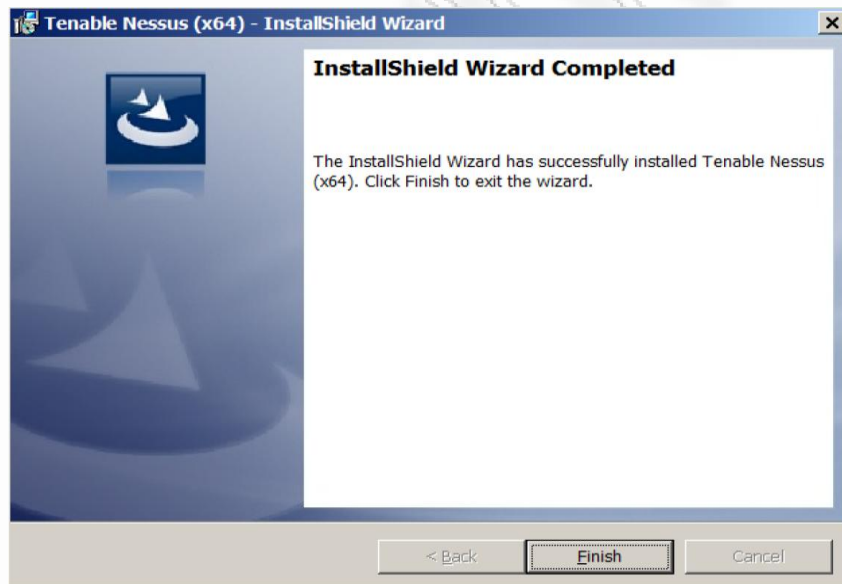 Tenable Nessus (x64) - InstallShield Wizard
InstallShield Wizard Completed
The InstallShield Wizard has successfully installed Tenable Nessus
(x64). Click Finish to exit the wizard.
< Back
Finish
Cancel